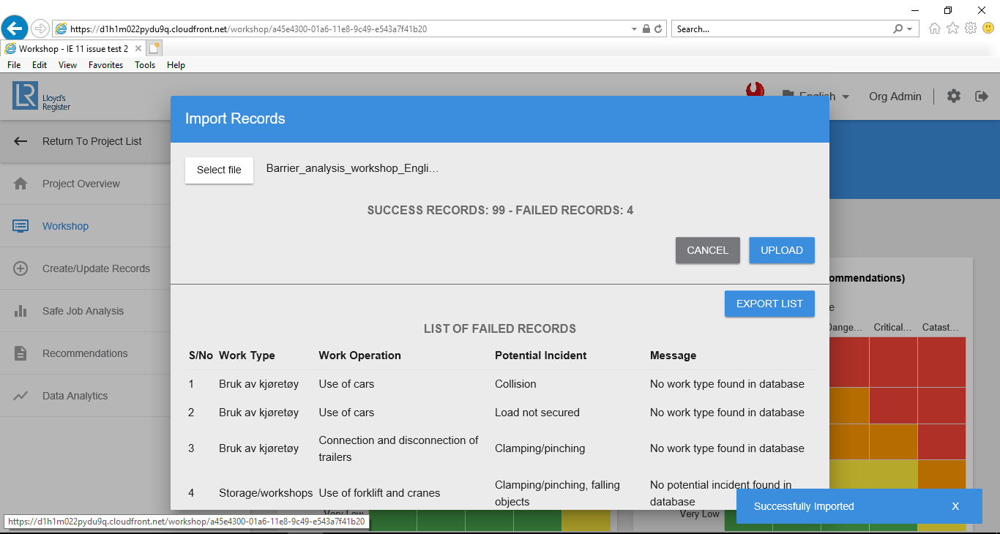 https://d1h1m022pydu9q.cloudfront.net/workshop/a45e4300-01a6-11e8-9c49-e543a7f41b20
Search...
Workshop - IE 11 issue test 2
File Edit View Favorites Tools Help
LR Lloyd's
Register
English
Org Admin
Import Records
Return To Project List
Select file
Barrier_analysis_workshop_Engli...
Project Overview
SUCCESS RECORDS: 99 - FAILED RECORDS: 4
Workshop
CANCEL
UPLOAD
Create/Update Records
ommendations)
EXPORT LIST
e
Safe Job Analysis
LIST OF FAILED RECORDS
Dange... Critical... Catast...
Recommendations
S/No Work Type Work Operation Potential Incident Message
1 Bruk av kjøretøy Use of cars Collision No work type found in database
Data Analytics
2 Bruk av kjøretøy Use of cars Load not secured No work type found in database
3 Bruk av kjøretøy Connection and disconnection of
trailers Clamping/pinching No work type found in database
4 Storage/workshops Use of forklift and cranes Clamping/pinching, falling
objects No potential incident found in
database
Successfully Imported X
Very Low
Very Low
https://d1h1m022pydu9q.cloudfront.net/workshop/a45e4300-01a6-11e8-9c49-e543a7f41b20